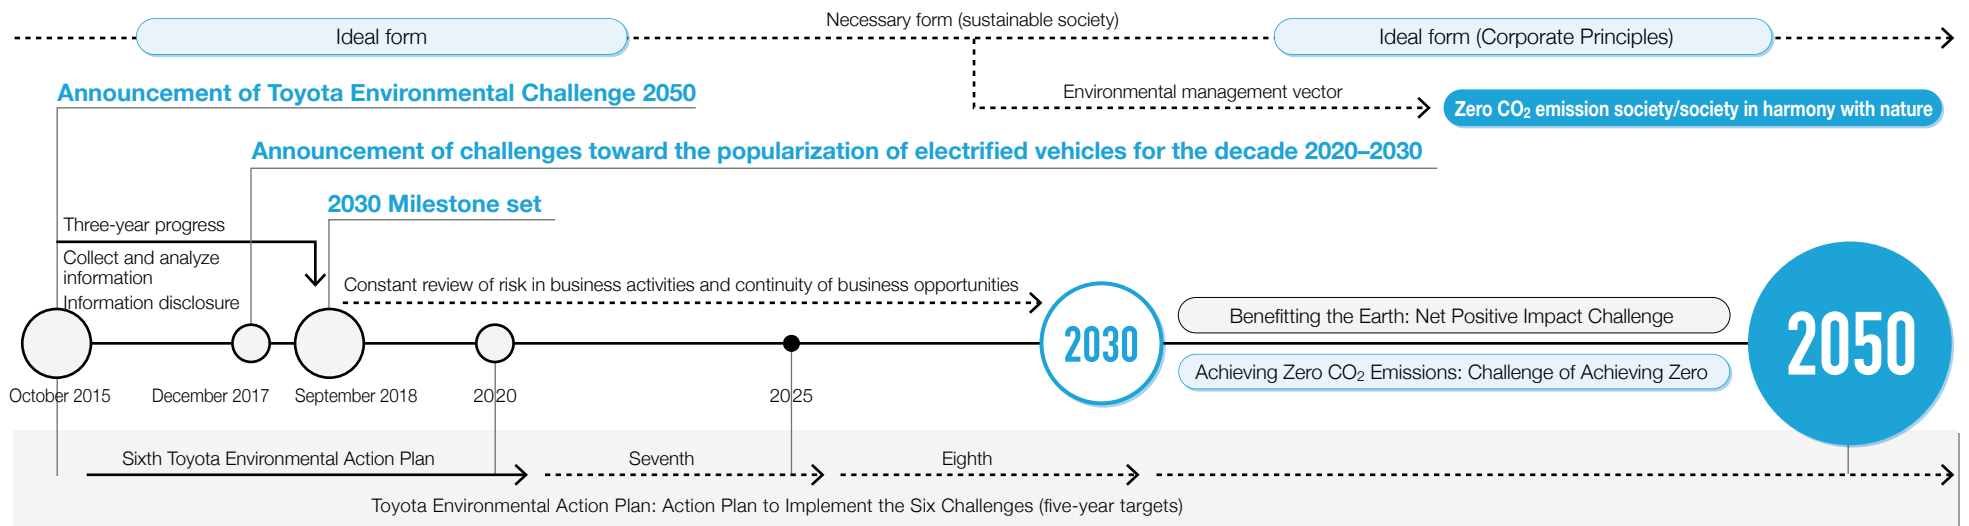 Necessary form (sustainable society)
Ideal form
Ideal form (Corporate Principles)
Announcement of Toyota Environmental Challenge 2050
Environmental management vector
Zero CO₂ emission society/society in harmony with nature
Announcement of challenges toward the popularization of electrified vehicles for the decade 2020–2030
2030 Milestone set
Three-year progress
Collect and analyze
information
Information disclosure
Constant review of risk in business activities and continuity of business opportunities
2030
Benefitting the Earth: Net Positive Impact Challenge
Achieving Zero CO₂ Emissions: Challenge of Achieving Zero
2050
October 2015
December 2017
September 2018
2020
2025
Sixth Toyota Environmental Action Plan
Seventh
Eighth
Toyota Environmental Action Plan: Action Plan to Implement the Six Challenges (five-year targets)